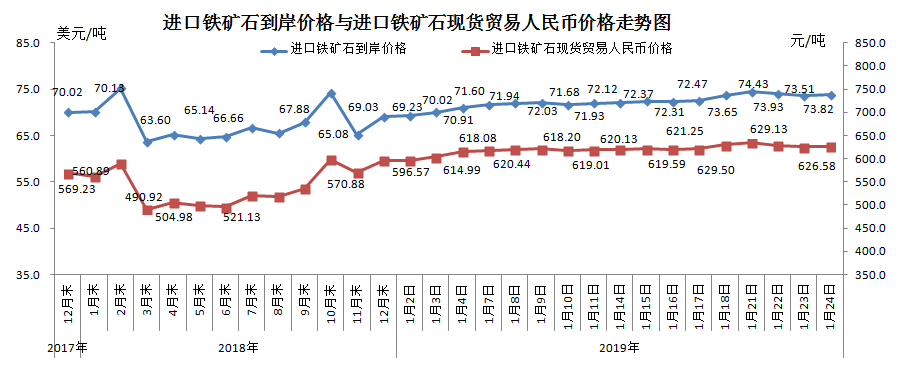 进口铁矿石到岸价格与进口铁矿石现货贸易人民币价格走势图
美元/吨
元/吨
进口铁矿石到岸价格
进口铁矿石现货贸易人民币价格
85.0
75.0
65.0
55.0
45.0
35.0
850.0
800.0
750.0
700.0
650.0
600.0
550.0
500.0
450.0
400.0
350.0
70.02
70.13
63.60
65.14
66.66
67.88
65.08
69.03
69.23
70.02
70.91
71.60
71.94
72.03
71.68
71.93
72.12
72.37
72.31
72.47
73.65
74.43
73.93
73.51
73.82
569.23
560.89
490.92
504.98
521.13
570.88
596.57
614.99
618.08
620.44
618.20
619.01
620.13
619.59
621.25
629.50
629.13
626.58
12月末
1月末
2月末
3月末
4月末
5月末
6月末
7月末
8月末
9月末
10月末
11月末
12月末
1月2日
1月3日
1月4日
1月7日
1月8日
1月9日
1月10日
1月11日
1月14日
1月15日
1月16日
1月17日
1月18日
1月21日
1月22日
1月23日
1月24日
2017年
2018年
2019年